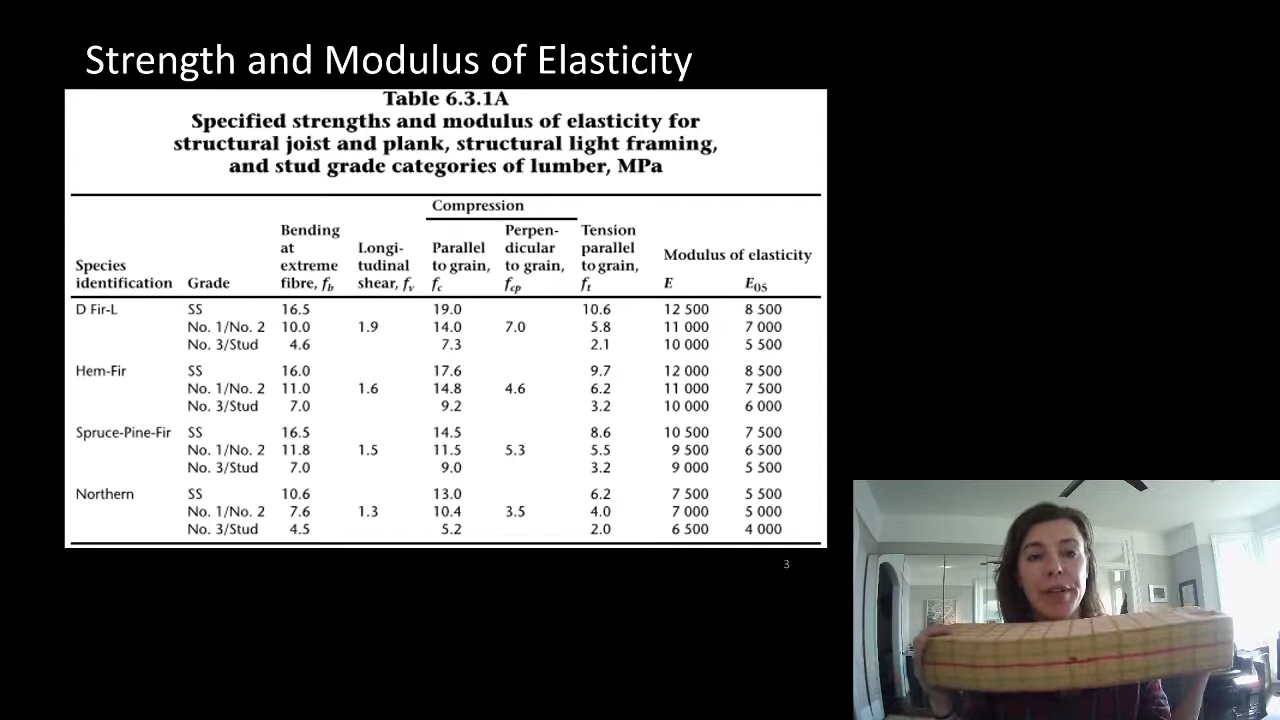 Strength and Modulus of Elasticity
Table 6.3.1A
Specified strengths and modulus of elasticity for
structural joist and plank, structural light framing,
and stud grade categories of lumber, MPa
Compression
Bending Perpen- Tension
at Longi- Parallel dicular parallel Modulus of elasticity
Species extreme tudinal to grain, to grain, to grain,
identification Grade fibre, fb shear, fv fc fcp ft E E05
D Fir-L SS 16.5 19.0 10.6 12 500 8 500
No. 1/No. 2 10.0 1.9 14.0 7.0 5.8 11 000 7 000
No. 3/Stud 4.6 7.3 2.1 10 000 5 500
Hem-Fir SS 16.0 17.6 9.7 12 000 8 500
No. 1/No. 2 11.0 1.6 14.8 4.6 6.2 11 000 7 500
No. 3/Stud 7.0 9.2 3.2 10 000 6 000
Spruce-Pine-Fir SS 16.5 14.5 8.6 10 500 7 500
No. 1/No. 2 11.8 1.5 11.5 5.3 5.5 9 500 6 500
No. 3/Stud 7.0 9.0 3.2 9 000 5 500
Northern SS 10.6 13.0 6.2 7 500 5 500
No. 1/No. 2 7.6 1.3 10.4 3.5 4.0 7 000 5 000
No. 3/Stud 4.5 5.2 2.0 6 500 4 000
3